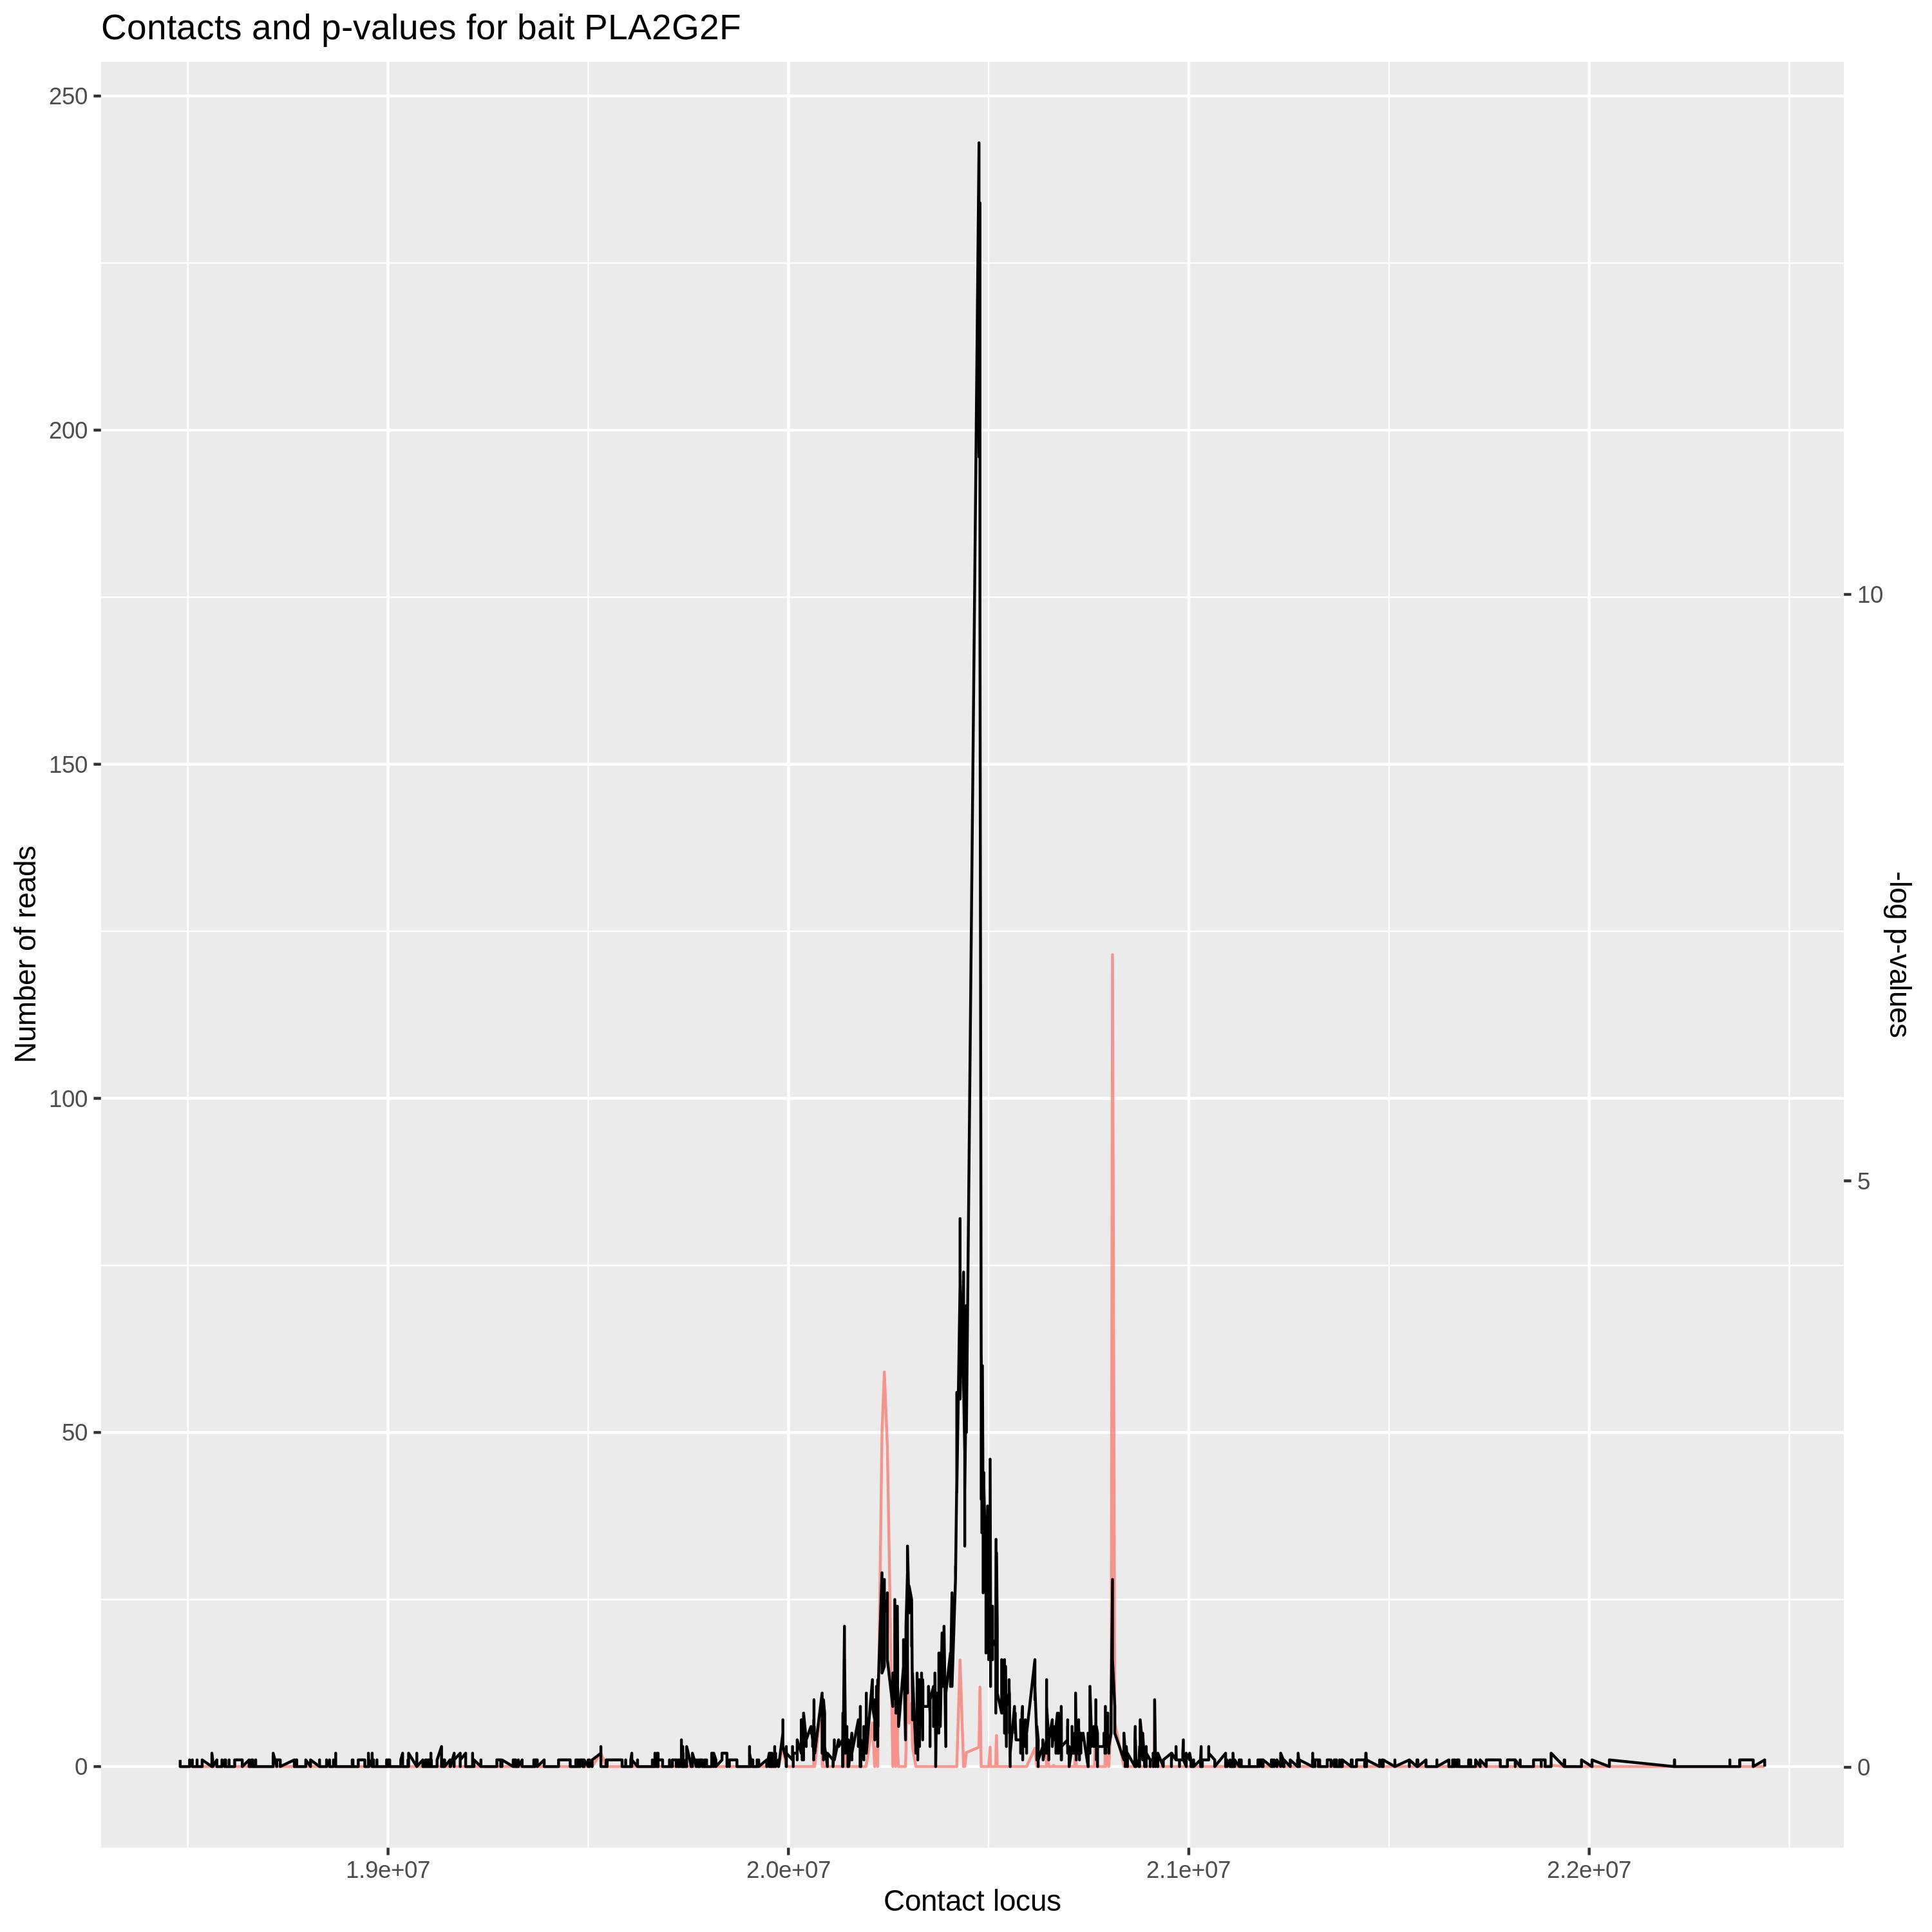 Contacts and p-values for bait PLA2G2F
250
200
150
100
50
0
Number of reads
10
5
0
-log p-values
1.9e+07
2.0e+07
2.1e+07
2.2e+07
Contact locus